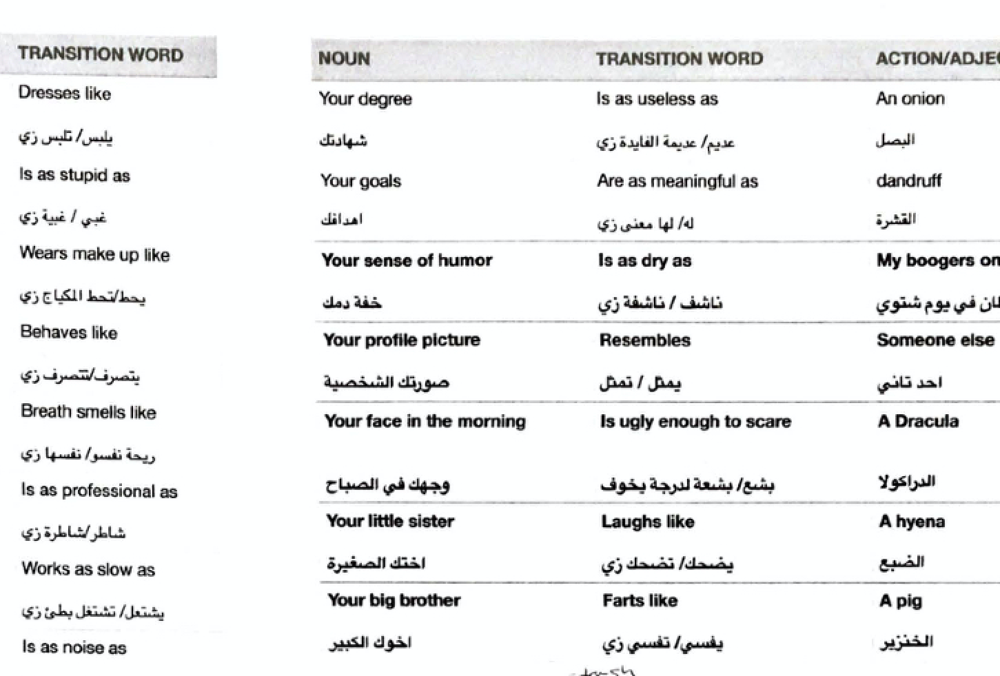 TRANSITION WORD
Dresses like
يلبس/ تلبس زي
Is as stupid as
غبي / غبية زي
Wears make up like
يحط/تحط المكياج زي
Behaves like
يتصرف/تتصرف زي
Breath smells like
ريحة نفسو/ نفسها زي
Is as professional as
شاطر/شاطرة زي
Works as slow as
يشتعل/ تشتغل بطئ زي
Is as noise as
NOUN TRANSITION WORD ACTION/ADJEC
Your degree Is as useless as An onion
شهادتك عديم/ عديمة الفايدة زي البصل
Your goals Are as meaningful as dandruff
اهدافك له/ لها معنى زي القشرة
Your sense of humor Is as dry as My boogers on
خفة دمك ناشف / ناشفة زي في يوم شتوي
Your profile picture Resembles Someone else
صورتك الشخصية يمثل / تمثل احد تاني
Your face in the morning Is ugly enough to scare A Dracula
وجهك في الصباح بشع/ بشعة لدرجة يخوف الدراكولا
Your little sister Laughs like A hyena
اختك الصغيرة يضحك/ تضحك زي الضبع
Your big brother Farts like A pig
اخوك الكبير يفسي/ تفسي زي الخنزير